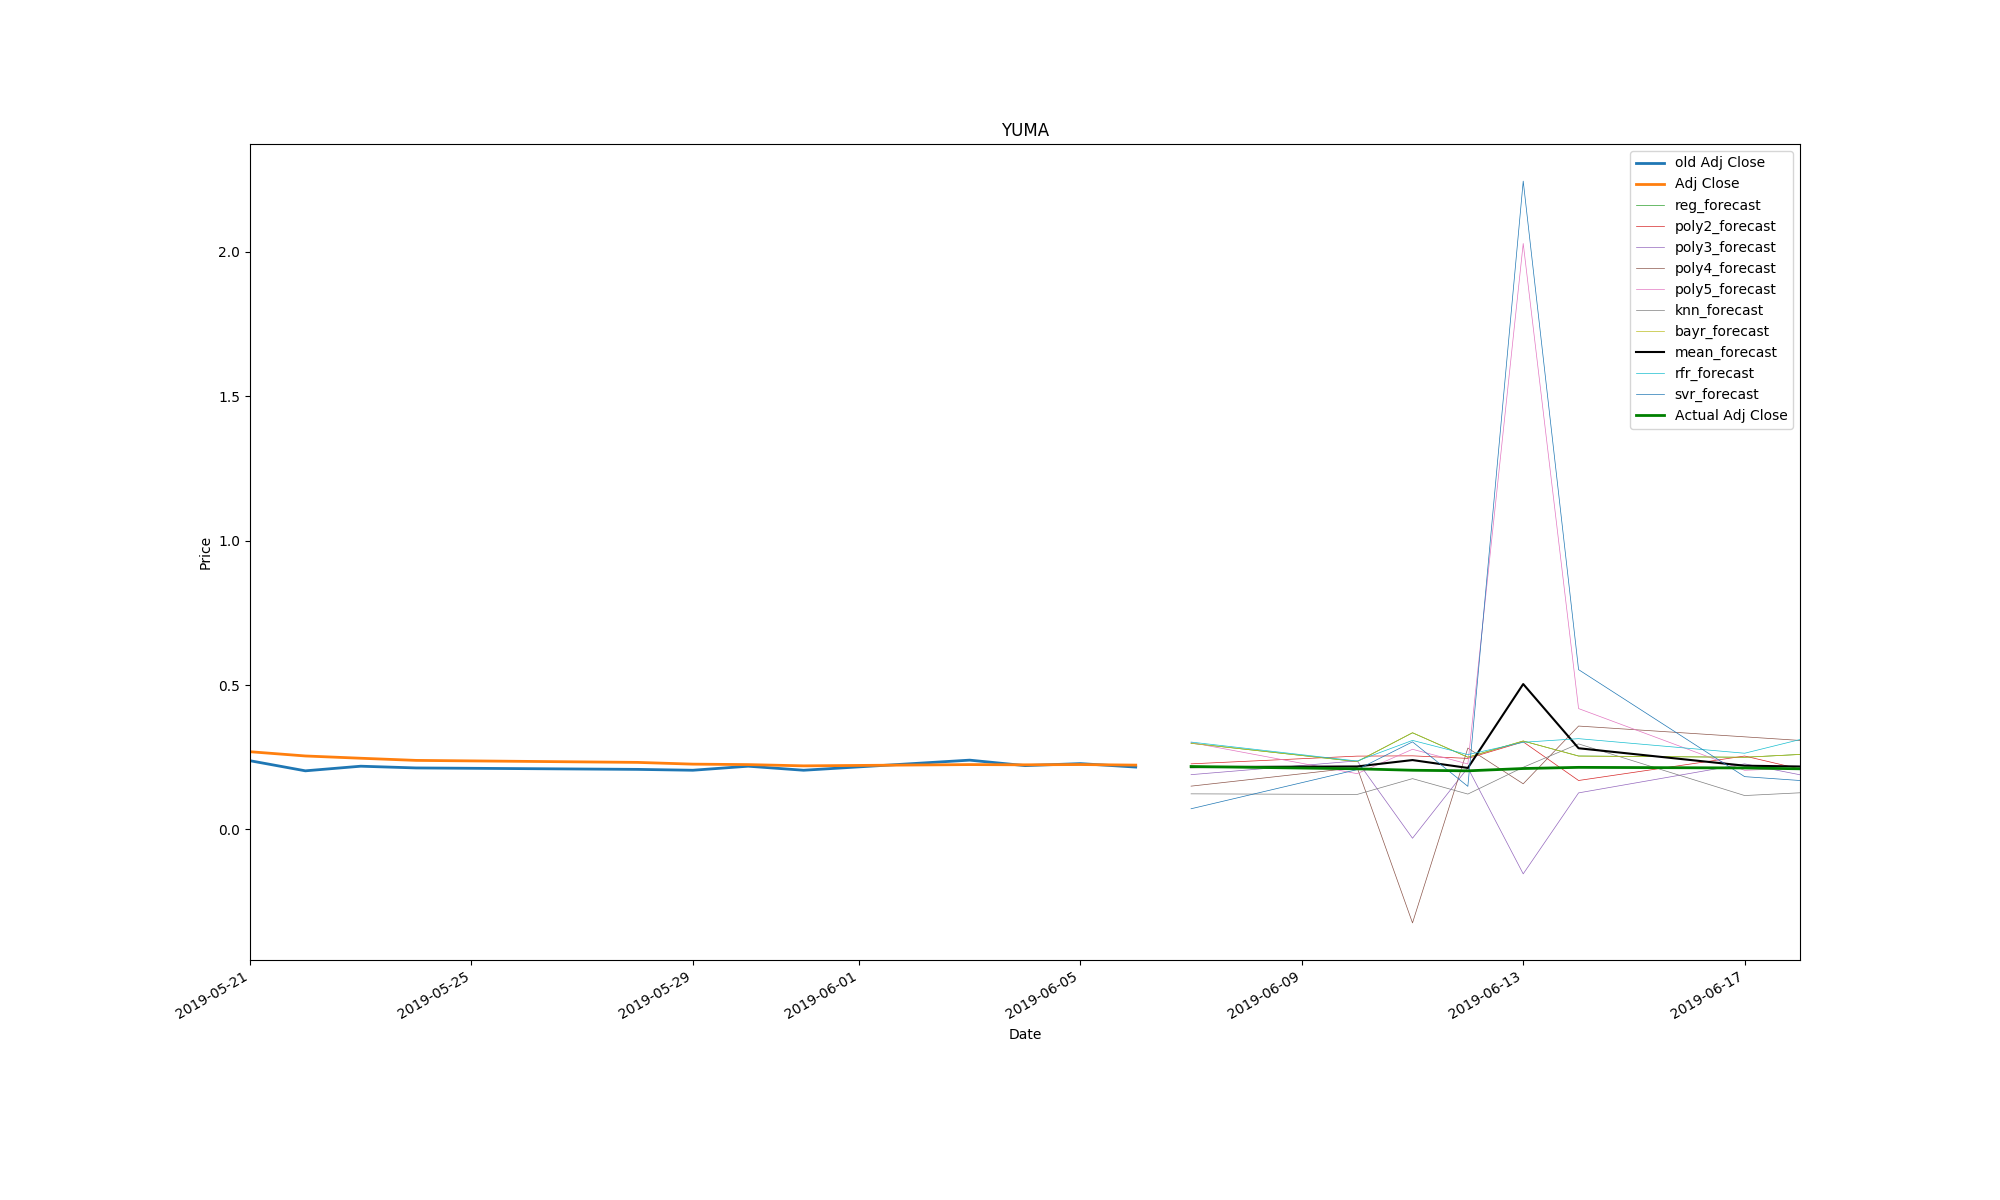 YUMA
old Adj Close
Adj Close
reg_forecast
poly2_forecast
poly3_forecast
poly4_forecast
poly5_forecast
knn_forecast
bayr_forecast
mean_forecast
rfr_forecast
svr_forecast
Actual Adj Close
2.0
1.5
1.0
0.5
0.0
Price
2019-05-21
2019-05-25
2019-05-29
2019-06-01
2019-06-05
2019-06-09
2019-06-13
2019-06-17
Date